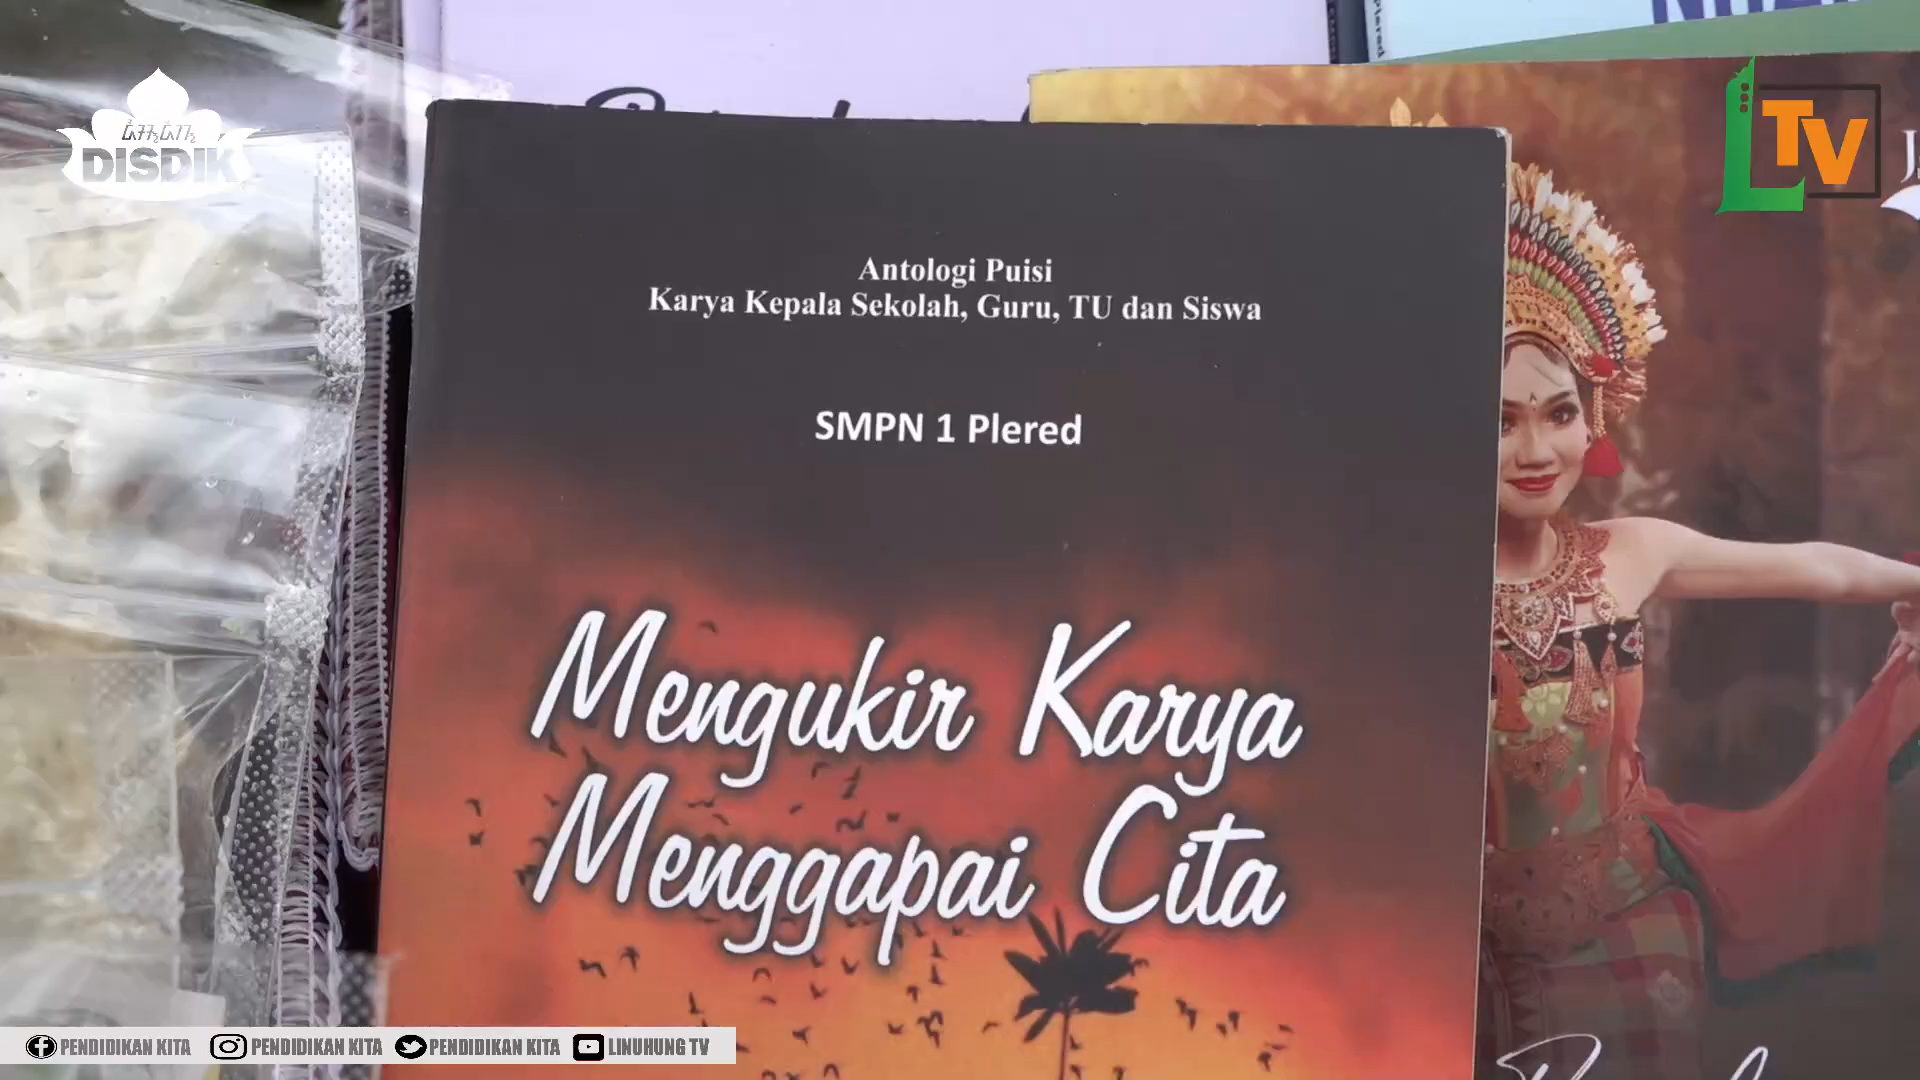 DISDIK
LTV
Antologi Puisi
Karya Kepala Sekolah, Guru, TU dan Siswa
SMPN 1 Plered
Mengukir Karya
Menggapai Cita
PENDIDIKAN KITA PENDIDIKAN KITA PENDIDIKAN KITA LINUHUNG TV